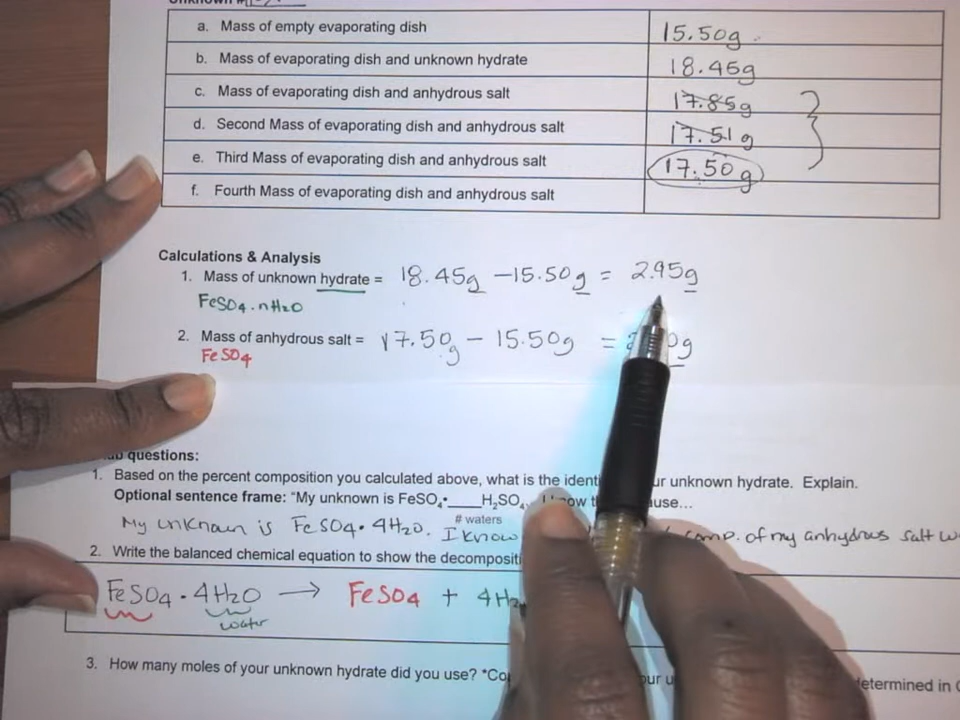 a. Mass of empty evaporating dish 15.50g
b. Mass of evaporating dish and unknown hydrate 18.45g
c. Mass of evaporating dish and anhydrous salt 17.85g
d. Second Mass of evaporating dish and anhydrous salt 17.51g
e. Third Mass of evaporating dish and anhydrous salt 17.50g
f. Fourth Mass of evaporating dish and anhydrous salt
Calculations & Analysis
1. Mass of unknown hydrate = 18.45g - 15.50g = 2.95g
FeSO4.nH2O
2. Mass of anhydrous salt = 17.50g - 15.50g = g
FeSO4
questions:
1. Based on the percent composition you calculated above, what is the unknown hydrate. Explain.
Optional sentence frame: "My unknown is FeSO₄•____H₂SO₄.
# waters
My unknown is FeSO4 • 4H2O. I know comp. of my anhydrous salt
2. Write the balanced chemical equation to show the
FeSO4 • 4H2O → FeSO4 + 4H
water
3. How many moles of your unknown hydrate did you use? determined in